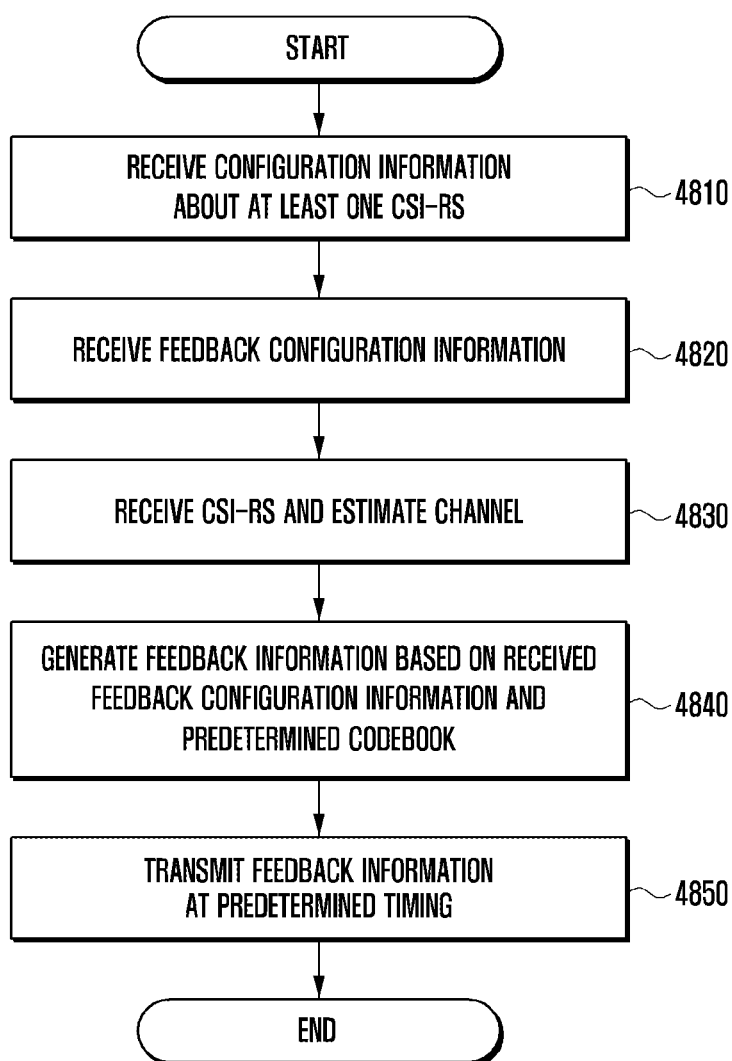 START
RECEIVE CONFIGURATION INFORMATION
ABOUT AT LEAST ONE CSI-RS
4810
RECEIVE FEEDBACK CONFIGURATION INFORMATION
4820
RECEIVE CSI-RS AND ESTIMATE CHANNEL
4830
GENERATE FEEDBACK INFORMATION BASED ON RECEIVED
FEEDBACK CONFIGURATION INFORMATION AND
PREDETERMINED CODEBOOK
4840
TRANSMIT FEEDBACK INFORMATION
AT PREDETERMINED TIMING
4850
END